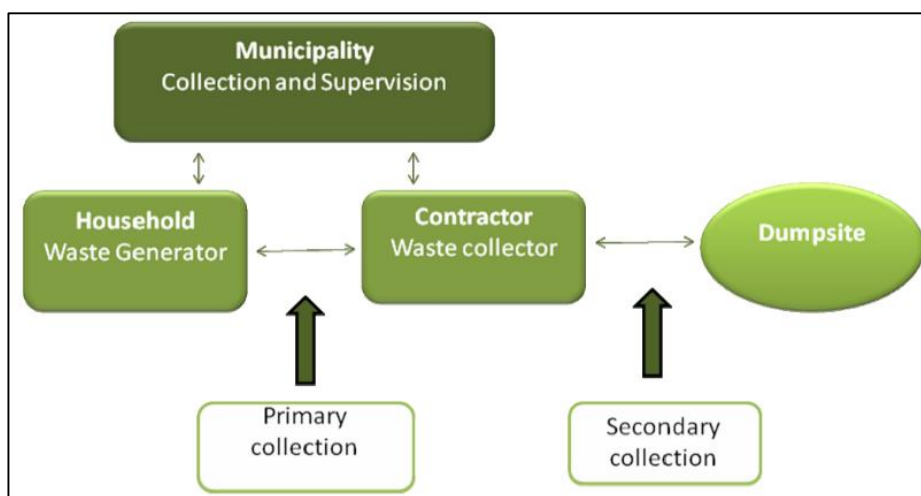 Municipality
Collection and Supervision
Household
Waste Generator
Contractor
Waste collector
Dumpsite
Primary
collection
Secondary
collection